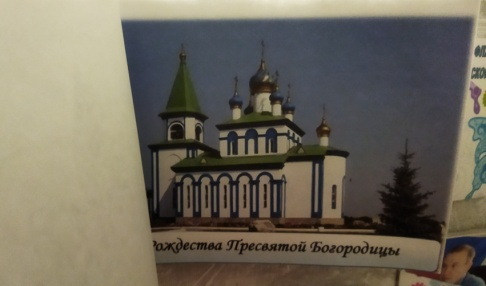 Рождества Пресвятой Богородицы